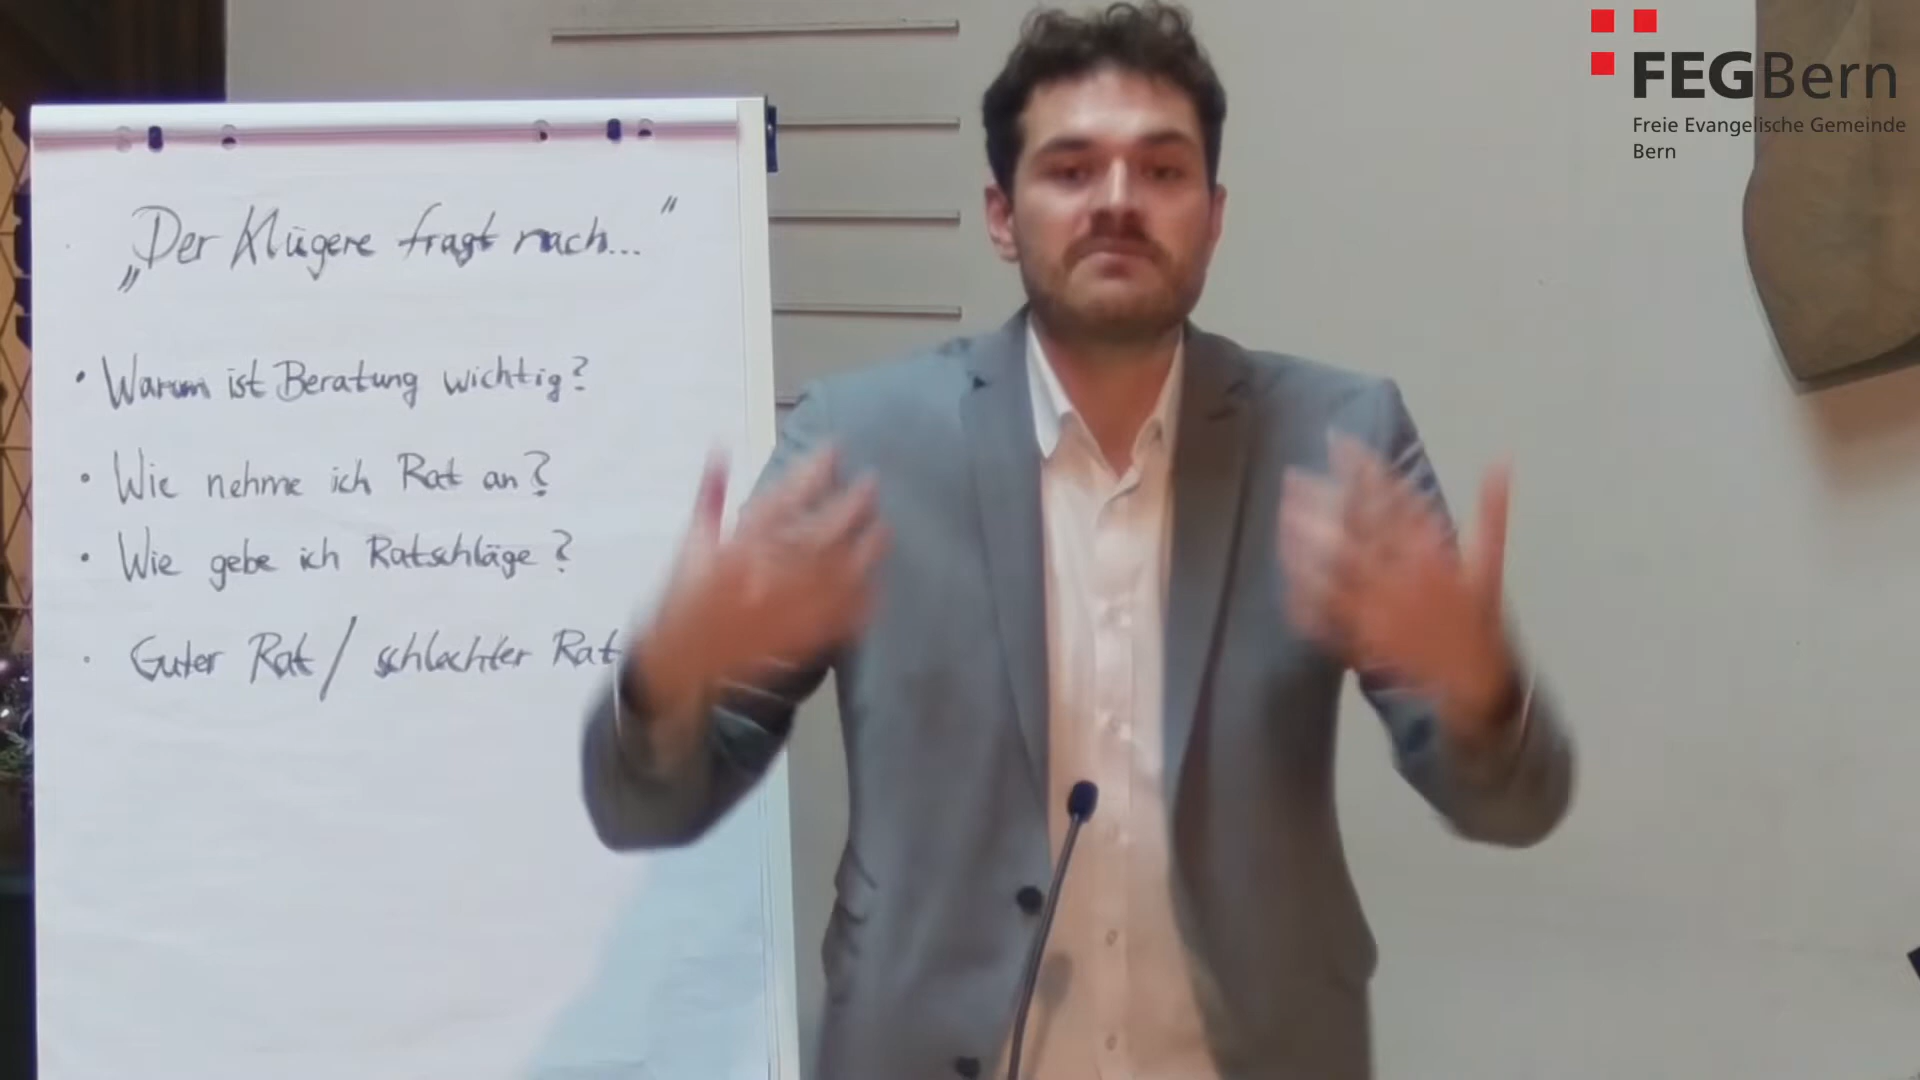 „Der Klügere fragt nach..."
• Warum ist Beratung wichtig?
• Wie nehme ich Rat an?
• Wie gebe ich Ratschläge?
• Guter Rat / schlechter Rat
FEGBern
Freie Evangelische Gemeinde
Bern